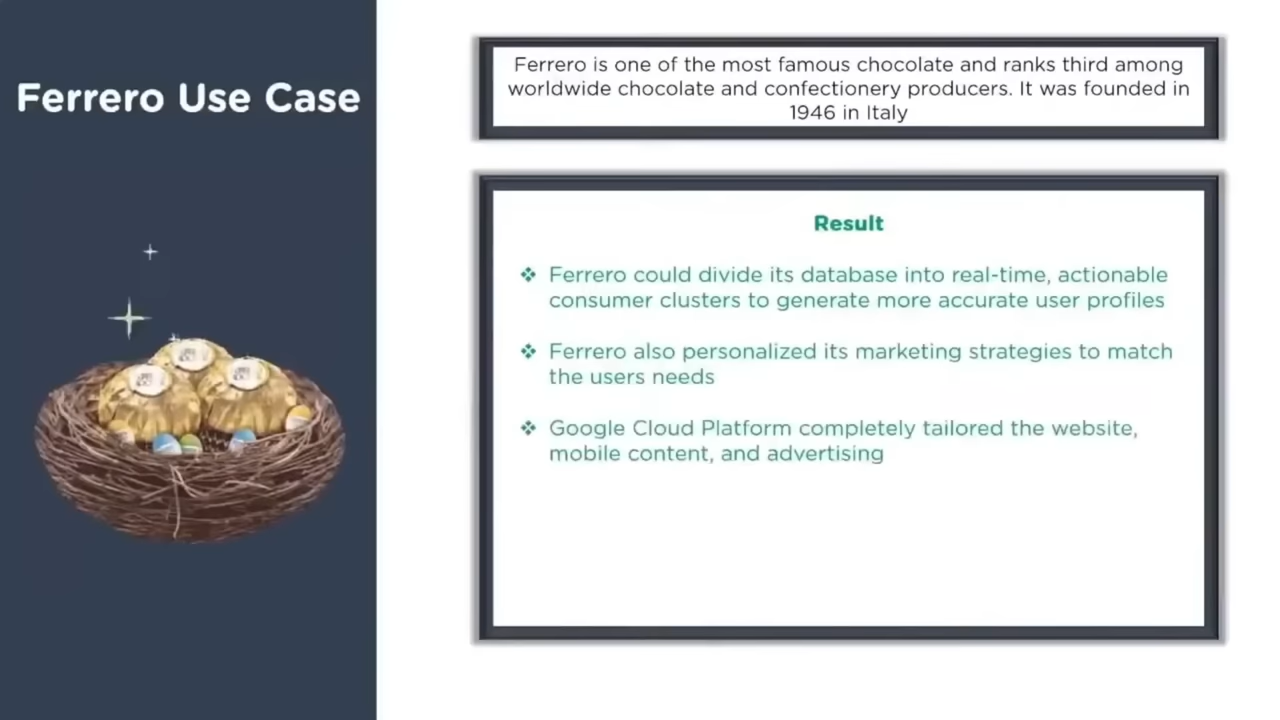 Ferrero Use Case
Ferrero is one of the most famous chocolate and ranks third among
worldwide chocolate and confectionery producers. It was founded in
1946 in Italy
Result
❖ Ferrero could divide its database into real-time, actionable
consumer clusters to generate more accurate user profiles
❖ Ferrero also personalized its marketing strategies to match
the users needs
❖ Google Cloud Platform completely tailored the website,
mobile content, and advertising